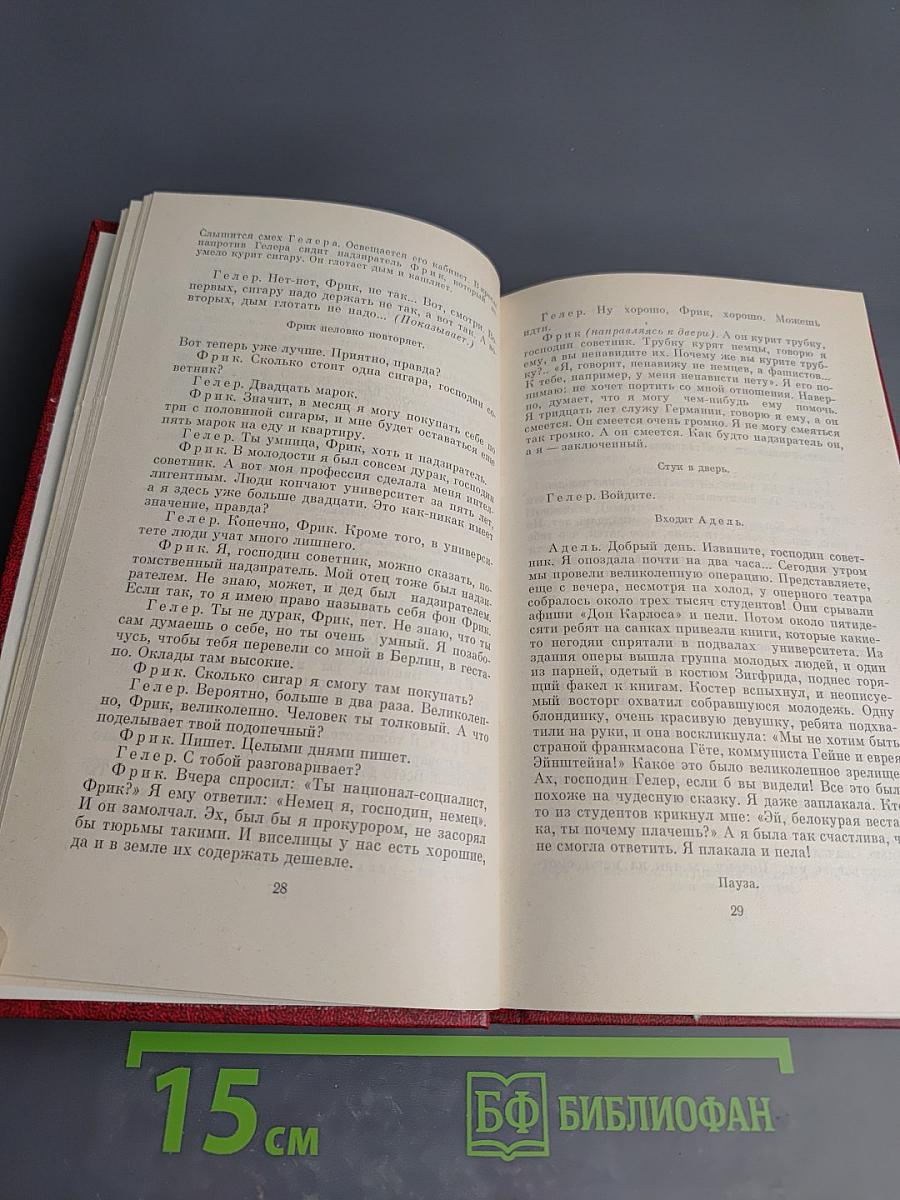 Слышится смех Гелера. Освещается его кабинет. В кресле
напротив Гелера сидит надзиратель Фрик, который не-
умело курит сигару. Он глотает дым и кашляет.
Гелер. Нет-нет, Фрик, не так... Вот, смотри. Во-
первых, сигару надо держать не так, а вот так. А во-
вторых, дым глотать не надо... (Показывает.)
Фрик неловко повторяет.
Вот теперь уже лучше. Приятно, правда?
Фрик. Сколько стоит одна сигара, господин со-
ветник?
Гелер. Двадцать марок.
Фрик. Значит, в месяц я могу покупать себе по
три с половиной сигары, и мне будет оставаться еще
пять марок на еду и квартиру.
Гелер. Ты умница, Фрик, хоть и надзиратель.
Фрик. В молодости я был совсем дурак, господин
советник. А вот моя профессия сделала меня интел-
лигентным. Люди кончают университет за пять лет,
а я здесь уже больше двадцати. Это как-никак имеет
значение, правда?
Гелер. Конечно, Фрик. Кроме того, в универси-
тете люди учат много лишнего.
Фрик. Я, господин советник, можно сказать, по-
томственный надзиратель. Мой отец тоже был надзи-
рателем. Не знаю, может, и дед был надзирателем.
Если так, то я имею право называть себя фон Фрик.
Гелер. Ты не дурак, Фрик, нет. Не знаю, что ты
сам думаешь о себе, но ты очень умный. Я позабо-
чусь, чтобы тебя перевели со мной в Берлин, в геста-
по. Оклады там высокие.
Фрик. Сколько сигар я смогу там покупать?
Гелер. Вероятно, больше в два раза. Великолеп-
но, Фрик, великолепно. Человек ты толковый. А что
поделывает твой подопечный?
Фрик. Пишет. Целыми днями пишет.
Гелер. С тобой разговаривает?
Фрик. Вчера спросил: «Ты национал-социалист,
Фрик?» Я ему ответил: «Немец я, господин, немец».
И он замолчал. Эх, был бы я прокурором, не засорял
бы тюрьмы такими. И виселицы у нас есть хорошие,
да и в земле их содержать дешевле.
28
Гелер. Ну хорошо, Фрик, хорошо. Можешь
идти.
Фрик (направляясь к двери). А он курит трубку,
господин советник. Трубку курят немцы, говорю я
ему, а вы ненавидите их. Почему же вы курите труб-
ку?.. «Я, говорит, ненавижу не немцев, а фашистов...
К тебе, например, у меня ненависти нету». Я его по-
нимаю: не хочет портить со мной отношения. Навер-
но, думает, что я могу чем-нибудь ему помочь.
Я тридцать лет служу Германии, говорю я ему, а он
смеется. Он смеется очень громко. Я не могу смеяться
так громко. А он смеется. Как будто надзиратель он,
а я — заключенный.
Стук в дверь.
Гелер. Войдите.
Входит Адель.
Адель. Добрый день. Извините, господин совет-
ник. Я опоздала почти на два часа... Сегодня утром
мы провели великолепную операцию. Представляете,
еще с вечера, несмотря на холод, у оперного театра
собралось около трех тысяч студентов! Они срывали
афиши «Дон Карлоса» и пели. Потом около пятиде-
сяти ребят на санках привезли книги, которые какие-
то негодяи спрятали в подвалах университета. Из
здания оперы вышла группа молодых людей, и один
из парней, одетый в костюм Зигфрида, поднес горя-
щий факел к книгам. Костер вспыхнул, и неописуе-
мый восторг охватил собравшуюся молодежь. Одну
блондинку, очень красивую девушку, ребята подхва-
тили на руки, и она воскликнула: «Мы не хотим быть
страной франкмасона Гёте, коммуниста Гейне и еврея
Эйнштейна!» Какое это было великолепное зрелище
Ах, господин Гелер, если б вы видели! Все это был
похоже на чудесную сказку. Я даже заплакала. Кто
то из студентов крикнул мне: «Эй, белокурая веста
ка, ты почему плачешь?» А я была так счастлива, ч
не смогла ответить. Я плакала и пела!
Пауза.
29
15 см
БФ БИБЛИОФАН